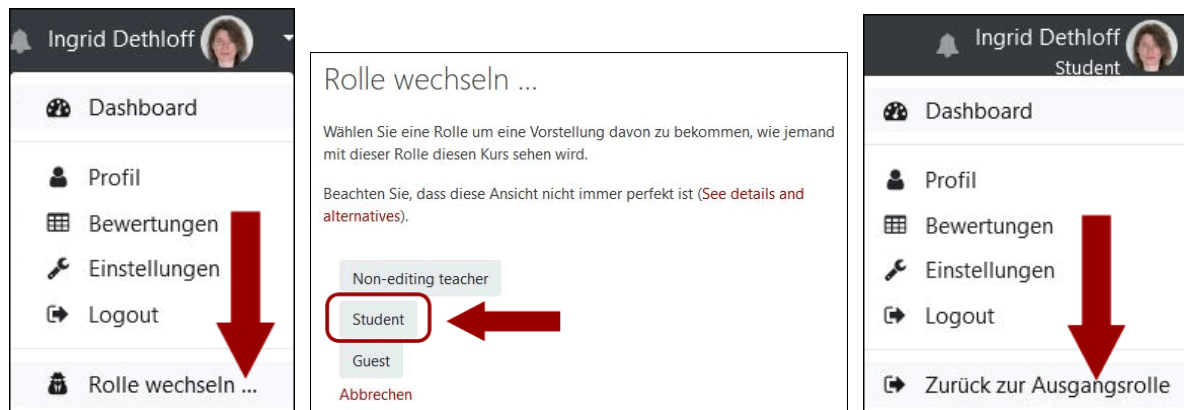 Ingrid Dethloff
Dashboard
Profil
Bewertungen
Einstellungen
Logout
Rolle wechseln ...
Rolle wechseln ...
Wählen Sie eine Rolle um eine Vorstellung davon zu bekommen, wie jemand
mit dieser Rolle diesen Kurs sehen wird.
Beachten Sie, dass diese Ansicht nicht immer perfekt ist (See details and
alternatives).
Non-editing teacher
Student
Guest
Abbrechen
Ingrid Dethloff
Student
Dashboard
Profil
Bewertungen
Einstellungen
Logout
Zurück zur Ausgangsrolle